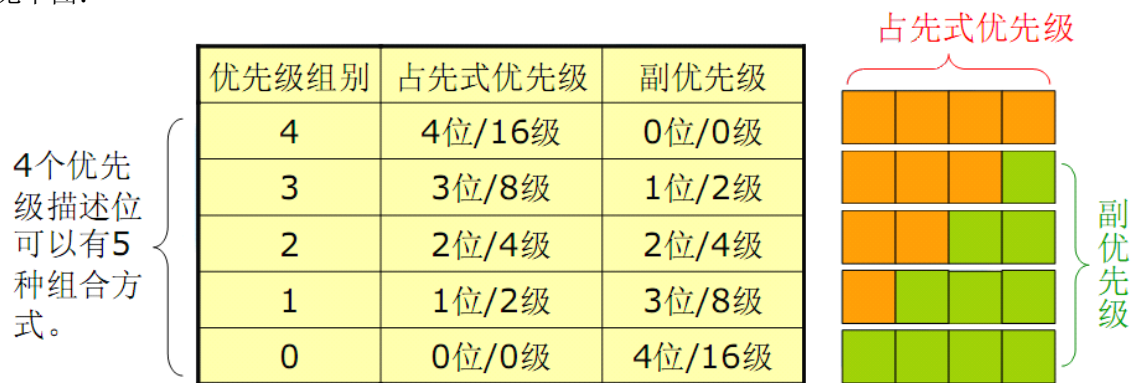 占先式优先级
优先级组别 占先式优先级 副优先级
4 4位/16级 0位/0级
3 3位/8级 1位/2级
2 2位/4级 2位/4级
1 1位/2级 3位/8级
0 0位/0级 4位/16级
4个优先
级描述位
可以有5
种组合方
式。
副优先级